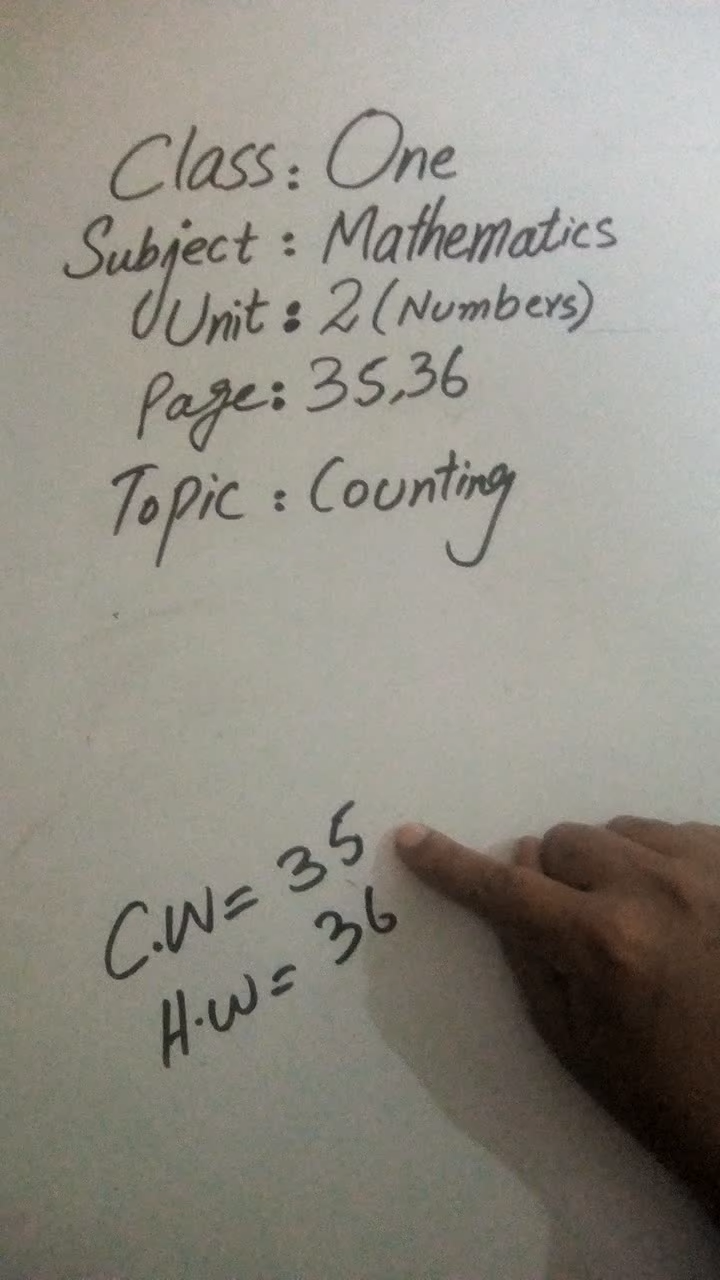 Class: One
Subject: Mathematics
Unit: 2 (Numbers)
Page: 35,36
Topic: Counting
C.W= 35
H.W= 36